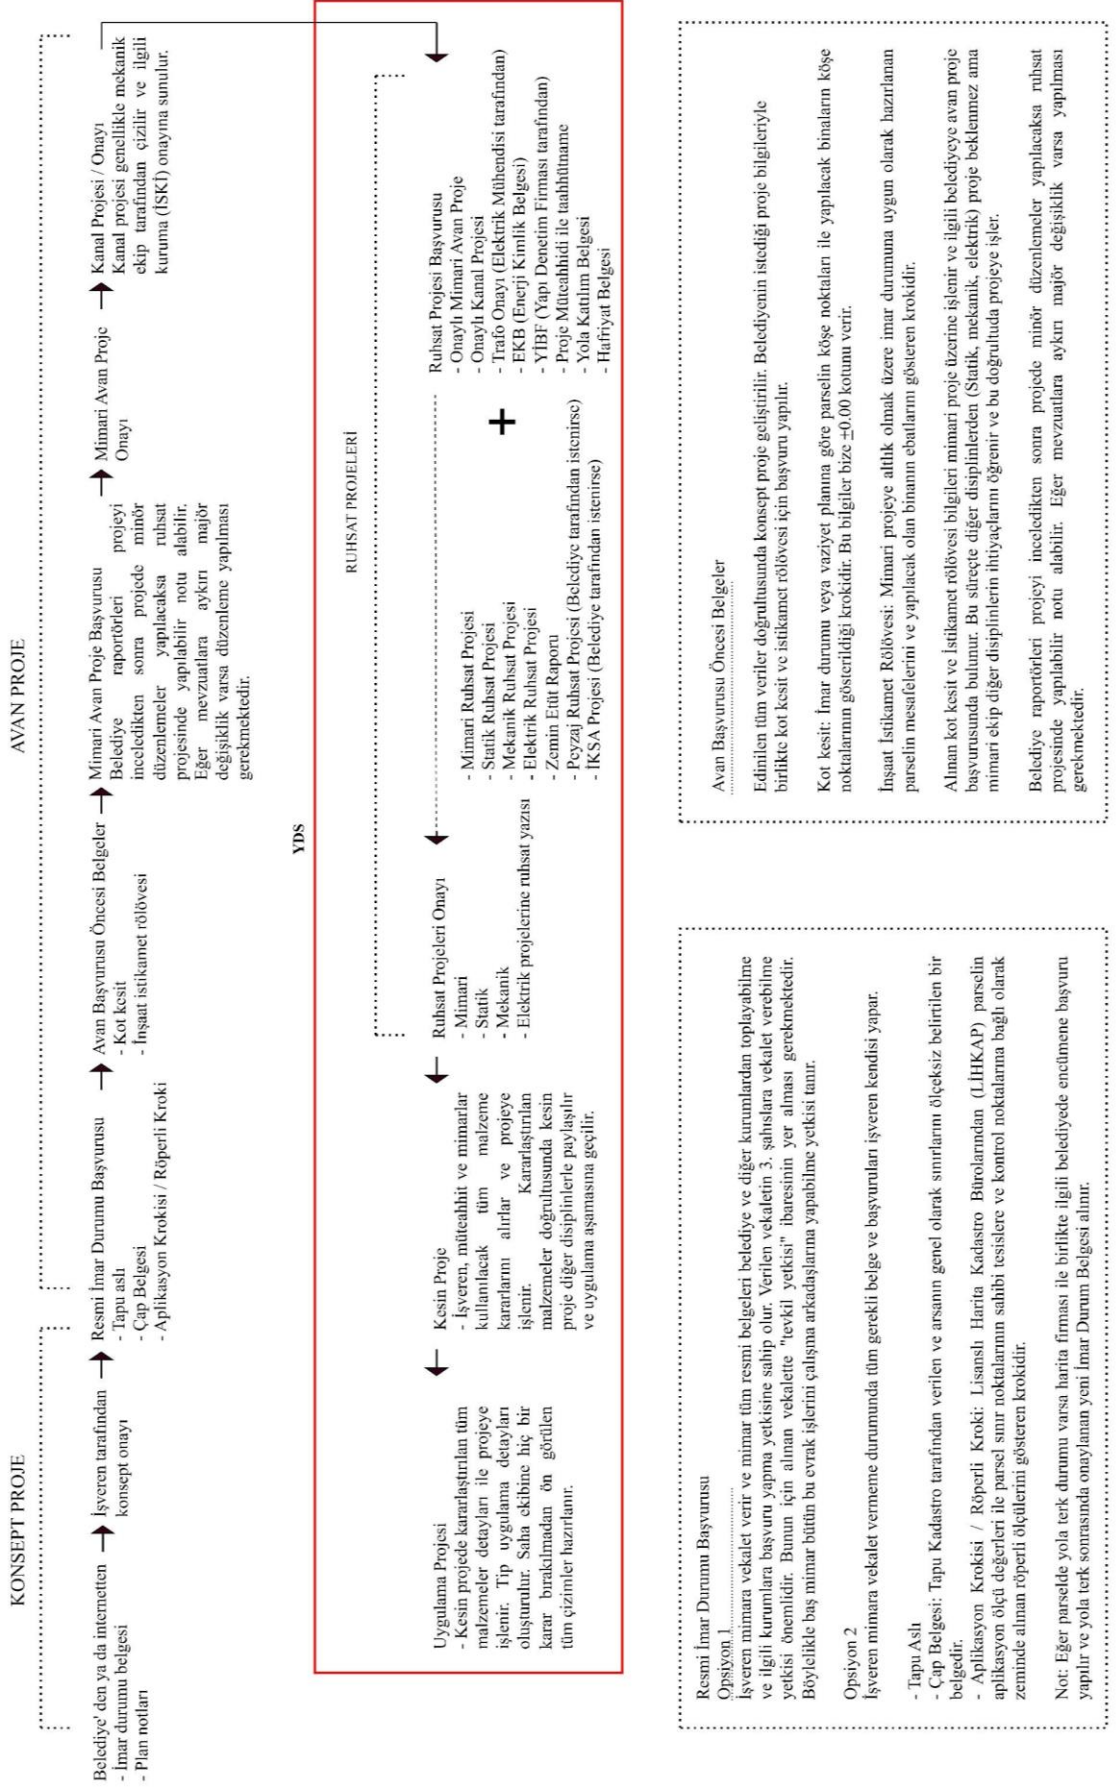 KONSEPT PROJE
AVAN PROJE
Belediye' den ya da internetten
- İmar durumu belgesi
- Plan notları
İşveren tarafından
konsept onayı
Resmi İmar Durumu Başvurusu
- Tapu aslı
- Çap Belgesi
- Aplikasyon Krokisi / Röperli Kroki
Avan Başvurusu Öncesi Belgeler
- Kot kesit
- İnşaat istikamet rölövesi
Mimari Avan Proje Başvurusu
Belediye raportörleri projeyi
inceledikten sonra projede minör
düzenlemeler yapılacaksa ruhsat
projesinde yapılabilir notu alabilir.
Eğer mevzuatlara aykırı majör
değişiklik varsa düzenleme yapılması
gerekmektedir.
Mimari Avan Proje
Onayı
Kanal Projesi / Onayı
Kanal projesi genellikle mekanik
ekip tarafından çizilir ve ilgili
kuruma (İSKİ) onayına sunulur.
YDS
RUHSAT PROJELERİ
Ruhsat Projesi Başvurusu
- Onaylı Mimari Avan Proje
- Onaylı Kanal Projesi
- Trafo Onayı (Elektrik Mühendisi tarafından)
- EKB (Enerji Kimlik Belgesi)
- YİBF (Yapı Denetim Firması tarafından)
- Proje Müteahhidi ile taahhütname
- Yola Katılım Belgesi
- Hafriyat Belgesi
+
- Mimari Ruhsat Projesi
- Statik Ruhsat Projesi
- Mekanik Ruhsat Projesi
- Elektrik Ruhsat Projesi
- Zemin Etüt Raporu
- Peyzaj Ruhsat Projesi (Belediye tarafından istenirse)
- İKSA Projesi (Belediye tarafından istenirse)
Ruhsat Projeleri Onayı
- Mimari
- Statik
- Mekanik
- Elektrik projelerine ruhsat yazısı
Kesin Proje
- İşveren, müteahhit ve mimarlar
kullanılacak tüm malzeme
kararlarını alırlar ve projeye
işlenir. Kararlaştırılan
malzemeler doğrultusunda kesin
proje diğer disiplinlerle paylaşılır
ve uygulama aşamasına geçilir.
Uygulama Projesi
- Kesin projede kararlaştırılan tüm
malzemeler detayları ile projeye
işlenir. Tip uygulama detayları
oluşturulur. Saha ekibine hiç bir
karar bırakılmadan ön görülen
tüm çizimler hazırlanır.
Resmi İmar Durumu Başvurusu
Opsiyon 1
İşveren mimara vekalet verir ve mimar tüm resmi belgeleri belediye ve diğer kurumlardan toplayabilme
ve ilgili kurumlara başvuru yapma yetkisine sahip olur. Verilen vekaletin 3. şahıslara vekalet verebilme
yetkisi önemlidir. Bunun için alınan vekalette "tevkil yetkisi" ibaresinin yer alması gerekmektedir.
Böylelikle baş mimar bütün bu evrak işlerini çalışma arkadaşlarına yapabilme yetkisi tanır.
Opsiyon 2
İşveren mimara vekalet vermeme durumunda tüm gerekli belge ve başvuruları işveren kendisi yapar.
- Tapu Aslı
- Çap Belgesi: Tapu Kadastro tarafından verilen ve arsanın genel olarak sınırlarını ölçeksiz belirtilen bir
belgedir.
- Aplikasyon Krokisi / Röperli Kroki: Lisanslı Harita Kadastro Bürolarından (LİHKAP) parselin
aplikasyon ölçü değerleri ile parsel sınır noktalarının sahibi tesislere ve kontrol noktalarına bağlı olarak
zeminde alınan röperli ölçülerini gösteren krokidir.
Not: Eğer parselde yola terk durumu varsa harita firması ile birlikte ilgili belediyede encümene başvuru
yapılır ve yola terk sonrasında onaylanan yeni İmar Durum Belgesi alınır.
Avan Başvurusu Öncesi Belgeler
Edinilen tüm veriler doğrultusunda konsept proje geliştirilir. Belediyenin istediği proje bilgileriyle
birlikte kot kesit ve istikamet rölövesi için başvuru yapılır.
Kot kesit: İmar durumu veya vaziyet planına göre parselin köşe noktaları ile yapılacak binaların köşe
noktalarının gösterildiği krokidir. Bu bilgiler bize ±0.00 kotunu verir.
İnşaat İstikamet Rölövesi: Mimari projeye altlık olmak üzere imar durumuna uygun olarak hazırlanan
parselin mesafelerini ve yapılacak olan binanın ebatlarını gösteren krokidir.
Alınan kot kesit ve İstikamet rölövesi bilgileri mimari proje üzerine işlenir ve ilgili belediyeye avan proje
başvurusunda bulunur. Bu süreçte diğer disiplinlerden (Statik, mekanik, elektrik) proje beklenmez ama
mimari ekip diğer disiplinlerin ihtiyaçlarını öğrenir ve bu doğrultuda projeye işler.
Belediye raportörleri projeyi inceledikten sonra projede minör düzenlemeler yapılacaksa ruhsat
projesinde yapılabilir notu alabilir. Eğer mevzuatlara aykırı majör değişiklik varsa yapılması
gerekmektedir.